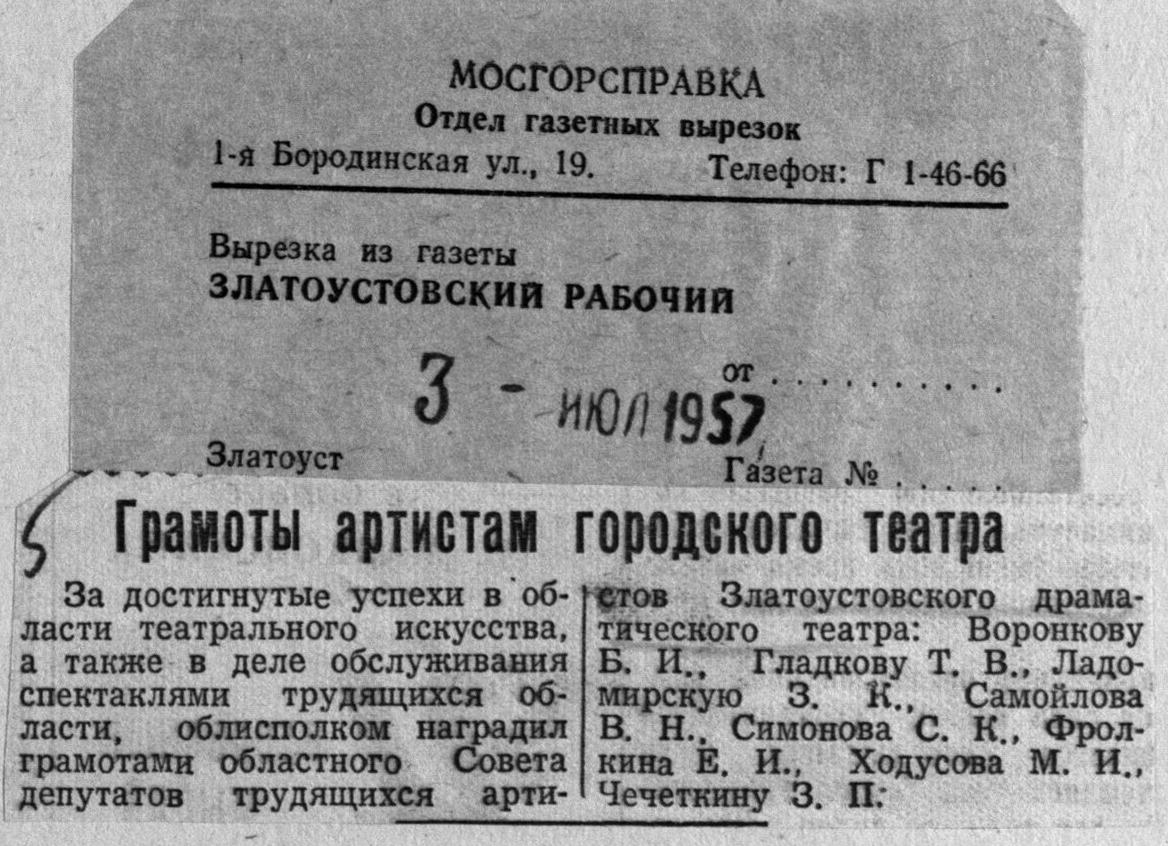 МОСГОРСПРАВКА
Отдел газетных вырезок
1-я Бородинская ул., 19. Телефон: Г 1-46-66
Вырезка из газеты
ЗЛАТОУСТОВСКИЙ РАБОЧИЙ
от . . . . . . . . . .
3 - ИЮЛ 1957
Златоуст Газета № . . . . .
Грамоты артистам городского театра
За достигнутые успехи в об-
ласти театрального искусства,
а также в деле обслуживания
спектаклями трудящихся об-
ласти, облисполком наградил
грамотами областного Совета
депутатов трудящихся арти-
стов Златоустовского драма-
тического театра: Воронкову
Б. И., Гладкову Т. В., Ладо-
мирскую З. К., Самойлова
В. Н., Симонова С. К., Фрол-
кина Е. И., Ходусова М. И.,
Чечеткину З. П.